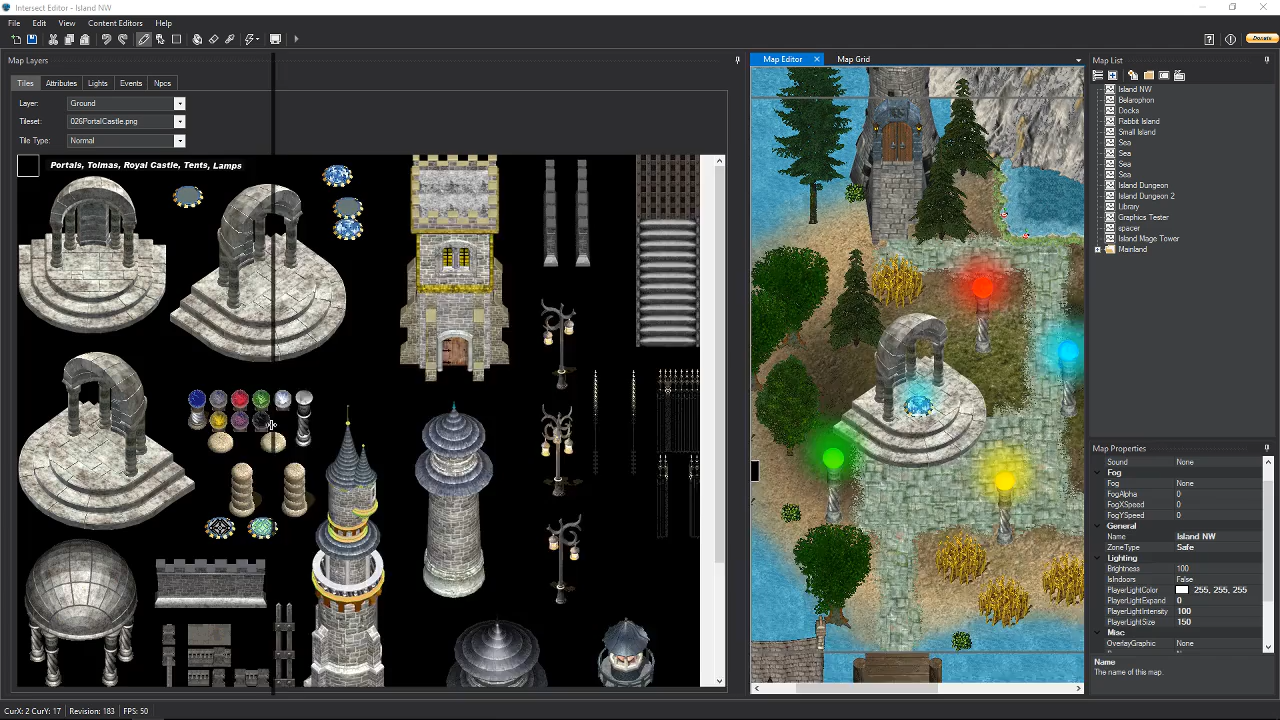 Intersect Editor - Island NW
File Edit View Content Editors Help
Donate
Map Layers
Tiles Attributes Lights Events Npcs
Layer: Ground
Tileset: 026PortalCastle.png
Tile Type: Normal
Portals, Tolmas, Royal Castle, Tents, Lamps
Map Editor Map Grid
Map List
Island NW
Belarophon
Docks
Rabbit Island
Small Island
Sea
Sea
Sea
Sea
Island Dungeon
Island Dungeon 2
Library
Graphics Tester
spacer
Island Mage Tower
Mainland
Map Properties
Sound None
Fog
Fog None
FogAlpha 0
FogXSpeed 0
FogYSpeed 0
General
Name Island NW
ZoneType Safe
Lighting
Brightness 100
IsIndoors False
PlayerLightColor 255, 255, 255
PlayerLightExpand 0
PlayerLightIntensity 100
PlayerLightSize 150
Misc
OverlayGraphic None
Name
The name of this map.
CurX: 2 CurY: 17 Revision: 183 FPS: 50